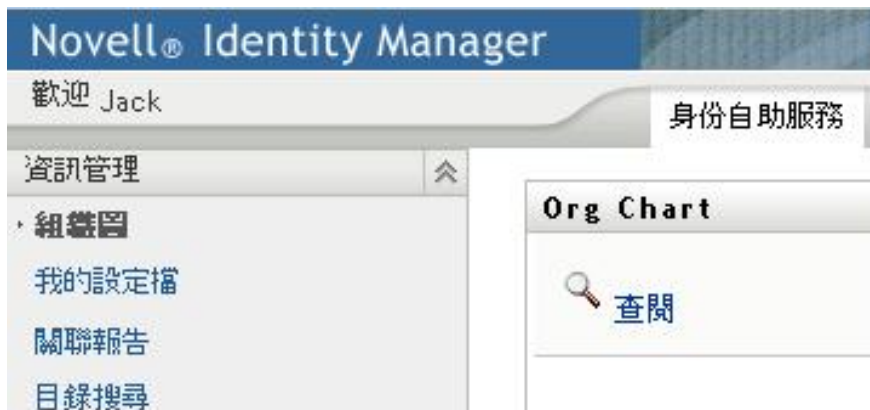 Novell® Identity Manager
歡迎 Jack
身份自助服務
資訊管理
Org Chart
組織圖
查閱
我的設定檔
關聯報告
目錄搜尋